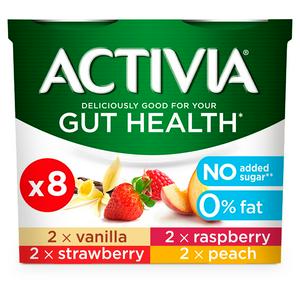 ACTIVIA®
DELICIOUSLY GOOD FOR YOUR
GUT HEALTH*
x8
NO added
sugar**
0% fat
2 x vanilla
2 x raspberry
2 x strawberry
2 x peach